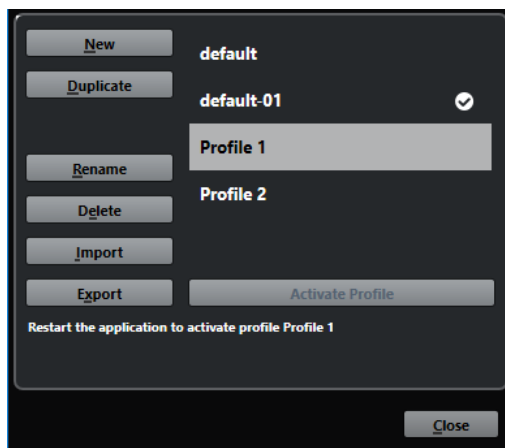 New
Duplicate
Rename
Delete
Import
Export
default
default-01
Profile 1
Profile 2
Activate Profile
Restart the application to activate profile Profile 1
Close